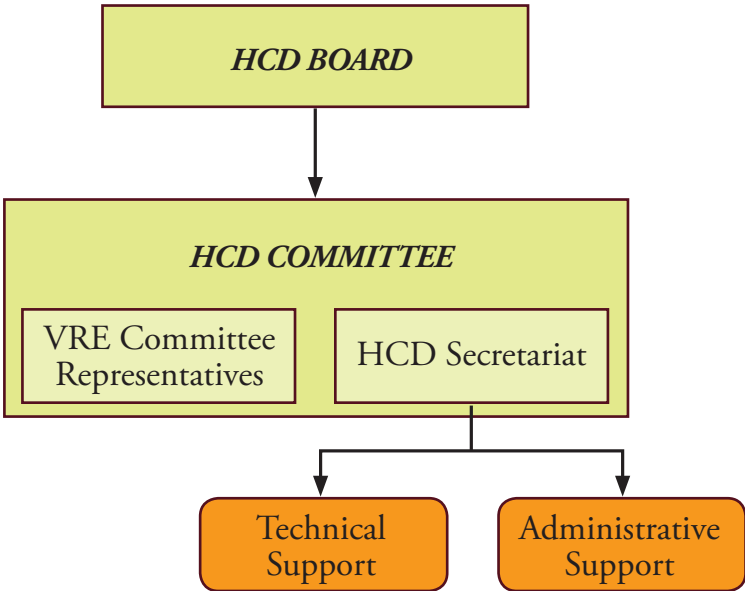 HCD BOARD
HCD COMMITTEE
VRE Committee
Representatives
HCD Secretariat
Technical
Support
Administrative
Support